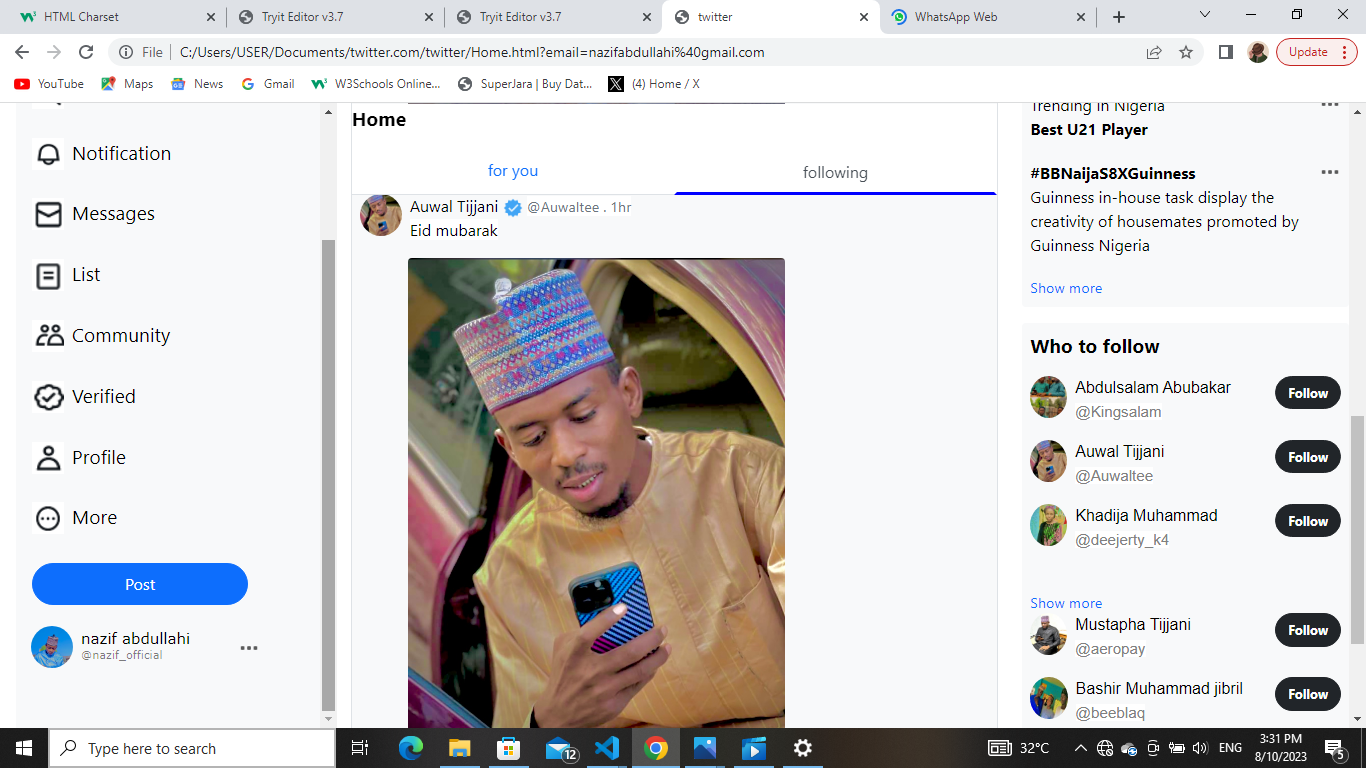 HTML Charset
Tryit Editor v3.7
Tryit Editor v3.7
twitter
WhatsApp Web
File
C:/Users/USER/Documents/twitter.com/twitter/Home.html?email=nazifabdullahi%40gmail.com
Update
YouTube
Maps
News
Gmail
W3Schools Online...
SuperJara | Buy Dat...
(4) Home / X
Notification
Messages
List
Community
Verified
Profile
More
Post
nazif abdullahi
@nazif_official
Home
for you
following
Auwal Tijjani @Auwaltee . 1hr
Eid mubarak
Trending in Nigeria
Best U21 Player
#BBNaijaS8XGuinness
Guinness in-house task display the
creativity of housemates promoted by
Guinness Nigeria
Show more
Who to follow
Abdulsalam Abubakar
@Kingsalam
Follow
Auwal Tijjani
@Auwaltee
Follow
Khadija Muhammad
@deejerty_k4
Follow
Show more
Mustapha Tijjani
@aeropay
Follow
Bashir Muhammad jibril
@beeblaq
Follow
Type here to search
12
32°C
ENG
3:31 PM
8/10/2023
5